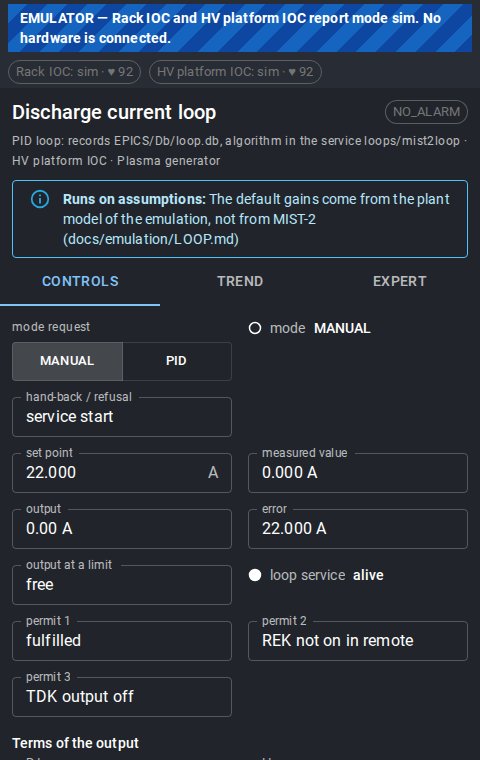 EMULATOR — Rack IOC and HV platform IOC report mode sim. No
hardware is connected.
Rack IOC: sim · ♥ 92
HV platform IOC: sim · ♥ 92
Discharge current loop
NO_ALARM
PID loop: records EPICS/Db/loop.db, algorithm in the service loops/mist2loop ·
HV platform IOC · Plasma generator
Runs on assumptions: The default gains come from the plant
model of the emulation, not from MIST-2
(docs/emulation/LOOP.md)
CONTROLS
TREND
EXPERT
mode request
mode MANUAL
MANUAL
PID
hand-back / refusal
service start
set point
measured value
22.000 A
0.000 A
output
error
0.00 A
22.000 A
output at a limit
free
loop service alive
permit 1
permit 2
fulfilled
REK not on in remote
permit 3
TDK output off
Terms of the output